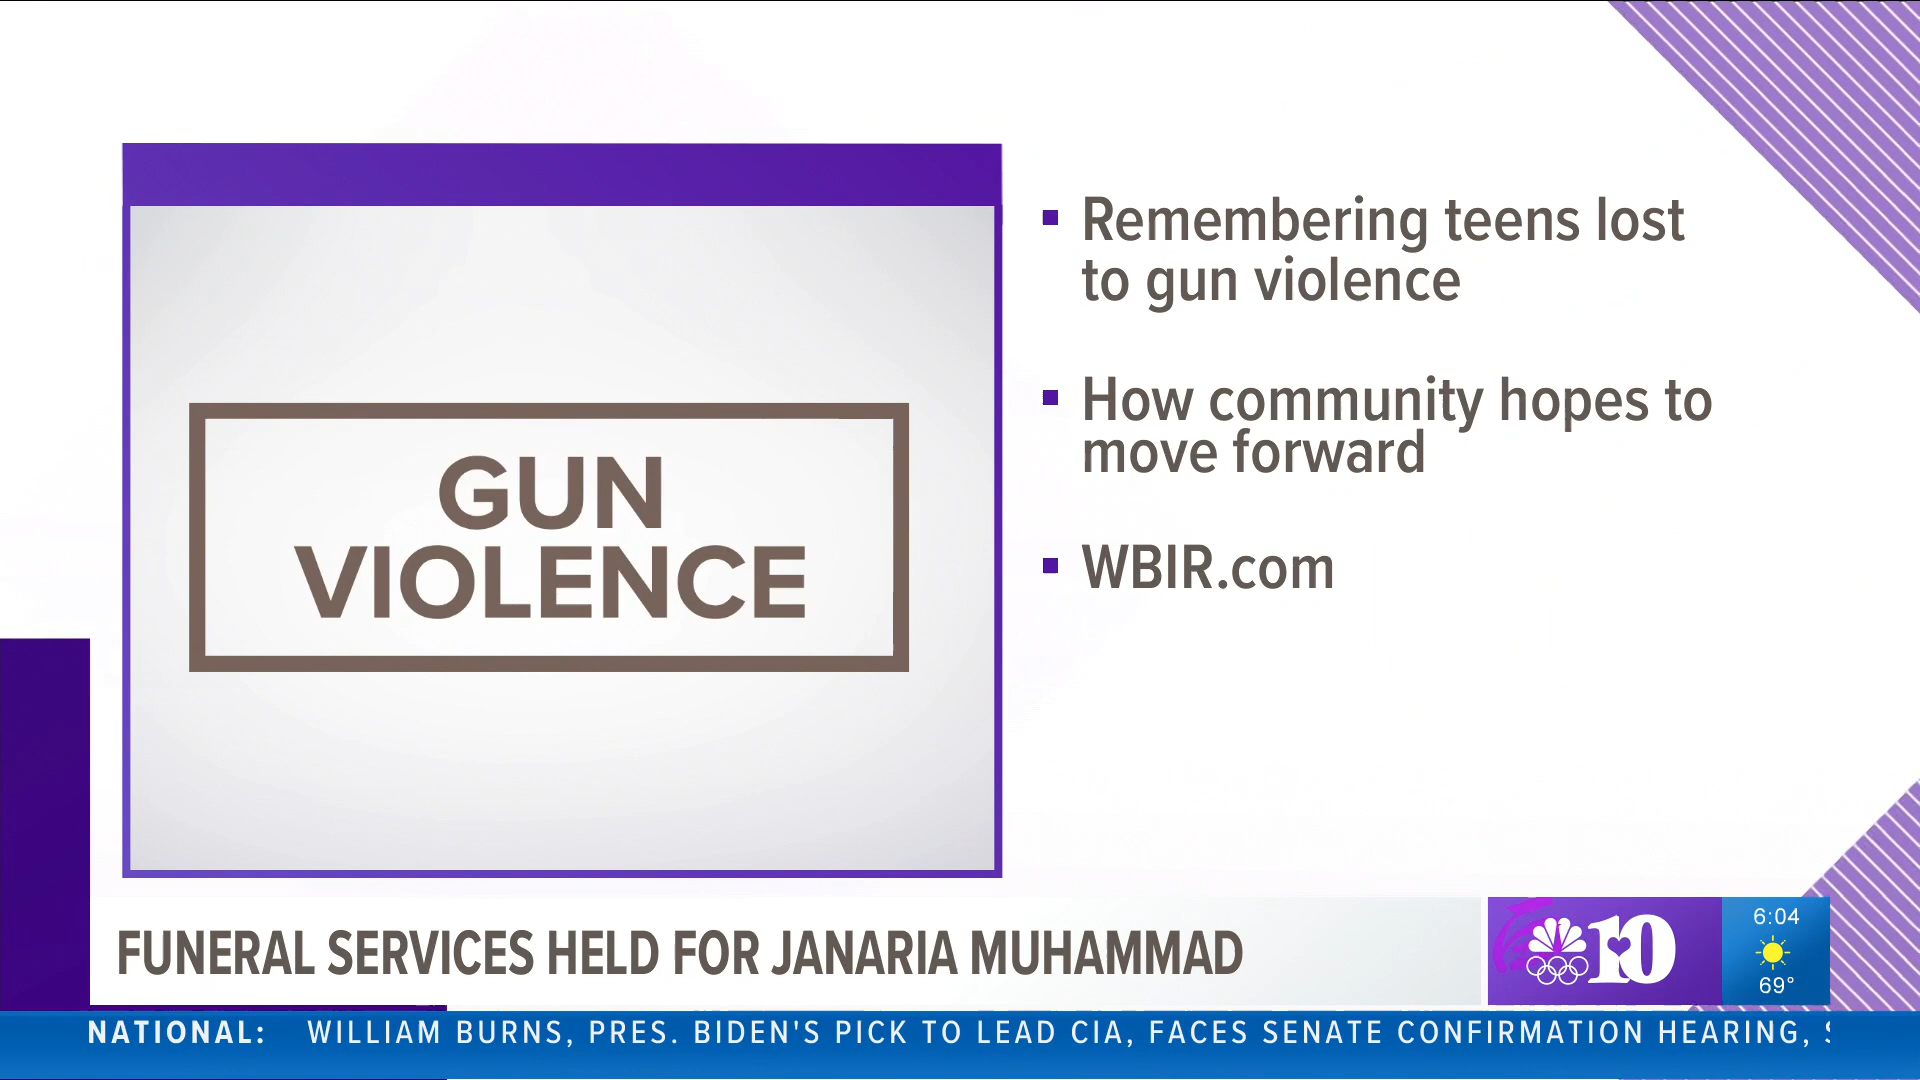 Remembering teens lost
to gun violence
How community hopes to
move forward
WBIR.com
GUN
VIOLENCE
FUNERAL SERVICES HELD FOR JANARIA MUHAMMAD
10
6:04
69°
NATIONAL: WILLIAM BURNS, PRES. BIDEN'S PICK TO LEAD CIA, FACES SENATE CONFIRMATION HEARING,